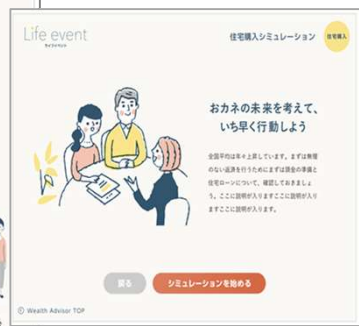 Life event
ライフイベント
住宅購入シミュレーション
住宅購入
おカネの未来を考えて、
いち早く行動しよう
全国平均は年々上昇しています。まずは無理
のない返済を行うためにまずは頭金の準備と
住宅ローンについて、確認しておきましょ
う。ここに説明が入りますここに説明が入り
ますここに説明が入ります。
戻る
シミュレーションを始める
Wealth Advisor TOP